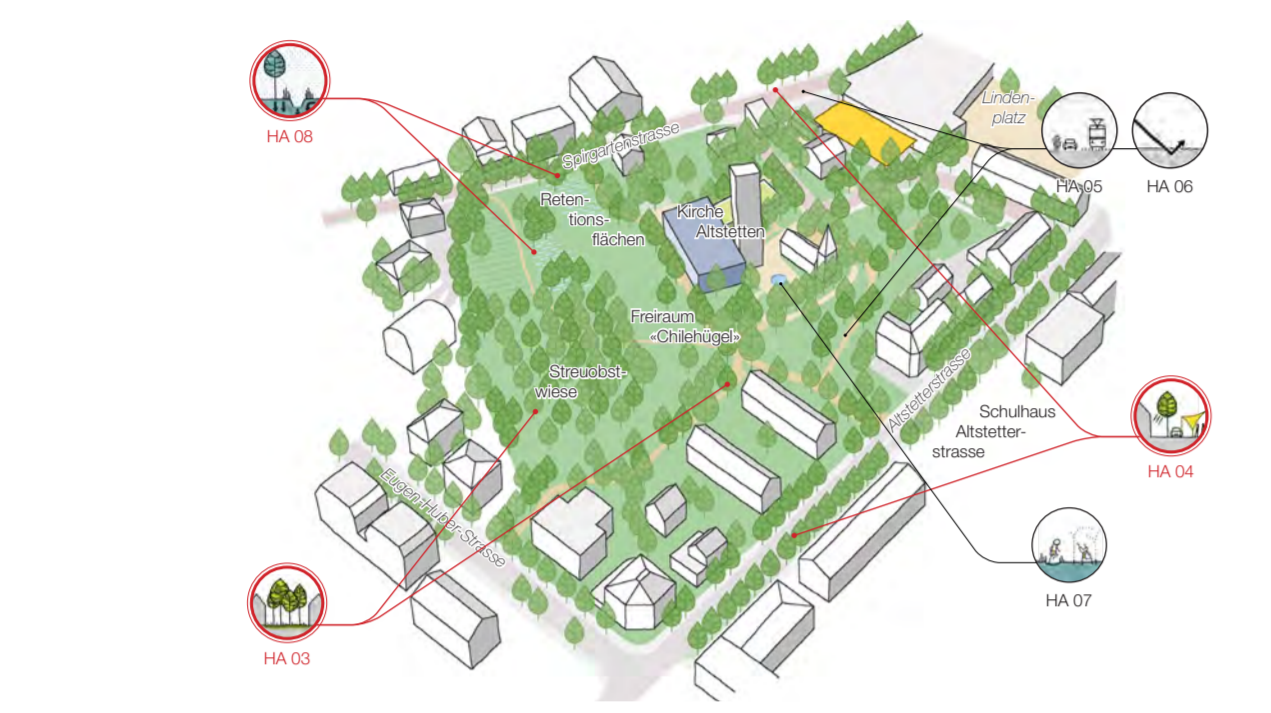 HA 08
Spirgartenstrasse
Linden-
platz
HA 05
HA 06
Reten-
tions-
flächen
Kirche
Altstetten
Freiraum
«Chilehügel»
Streuobst-
wiese
Altstetterstrasse
Schulhaus
Altstetter-
strasse
HA 04
Eugen-Huber-Strasse
HA 07
HA 03